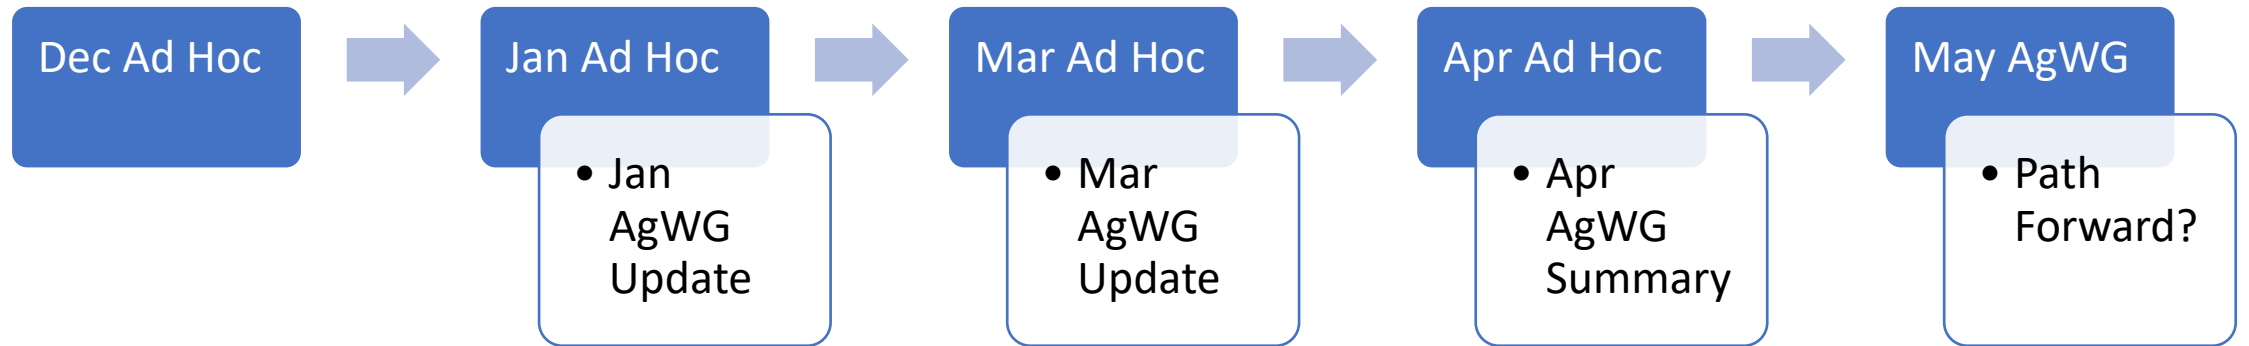 Dec Ad Hoc
Jan Ad Hoc
• Jan
AgWG
Update
Mar Ad Hoc
• Mar
AgWG
Update
Apr Ad Hoc
• Apr
AgWG
Summary
May AgWG
• Path
Forward?